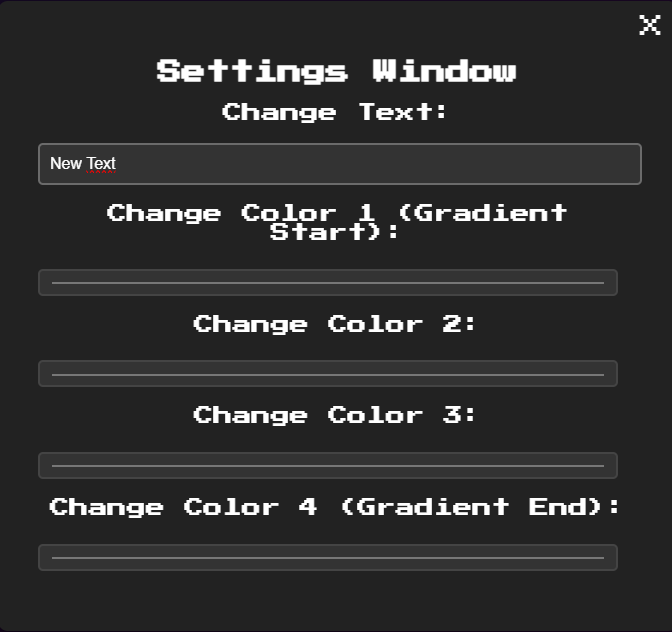 X
Settings Window
Change Text:
New Text
Change Color 1 (Gradient
Start):
Change Color 2:
Change Color 3:
Change Color 4 (Gradient End):